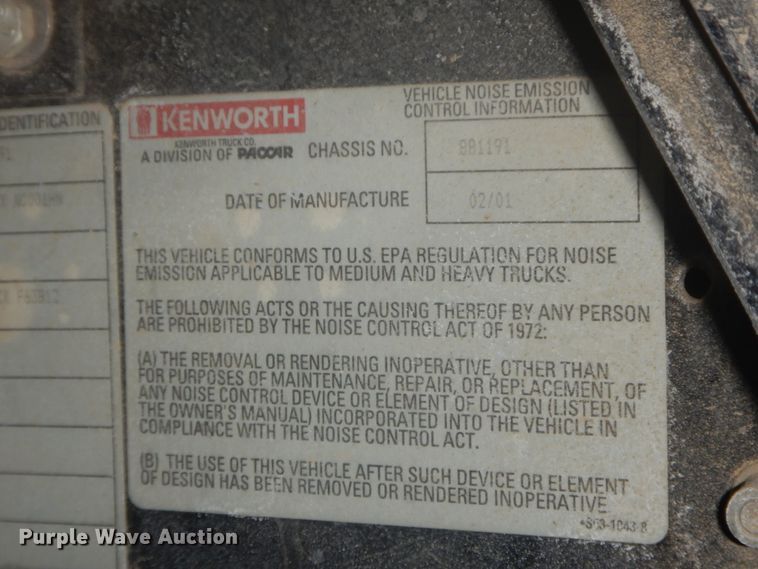 DENTIFICATION
KENWORTH
KENWORTH TRUCK CO.
A DIVISION OF PACCAR
VEHICLE NOISE EMISSION
CONTROL INFORMATION
CHASSIS NO. 881191
DATE OF MANUFACTURE 02/01
THIS VEHICLE CONFORMS TO U.S. EPA REGULATION FOR NOISE
EMISSION APPLICABLE TO MEDIUM AND HEAVY TRUCKS.
THE FOLLOWING ACTS OR THE CAUSING THEREOF BY ANY PERSON
ARE PROHIBITED BY THE NOISE CONTROL ACT OF 1972:
(A) THE REMOVAL OR RENDERING INOPERATIVE, OTHER THAN
FOR PURPOSES OF MAINTENANCE, REPAIR, OR REPLACEMENT, OF
ANY NOISE CONTROL DEVICE OR ELEMENT OF DESIGN (LISTED IN
THE OWNER'S MANUAL) INCORPORATED INTO THE VEHICLE IN
COMPLIANCE WITH THE NOISE CONTROL ACT.
(B) THE USE OF THIS VEHICLE AFTER SUCH DEVICE OR ELEMENT
OF DESIGN HAS BEEN REMOVED OR RENDERED INOPERATIVE
Purple Wave Auction